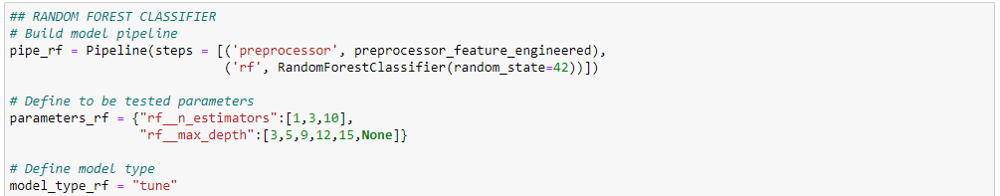 ## RANDOM FOREST CLASSIFIER
# Build model pipeline
pipe_rf = Pipeline(steps = [('preprocessor', preprocessor_feature_engineered),
                            ('rf', RandomForestClassifier(random_state=42))])

# Define to be tested parameters
parameters_rf = {"rf__n_estimators":[1,3,10],
                 "rf__max_depth":[3,5,9,12,15,None]}

# Define model type
model_type_rf = "tune"